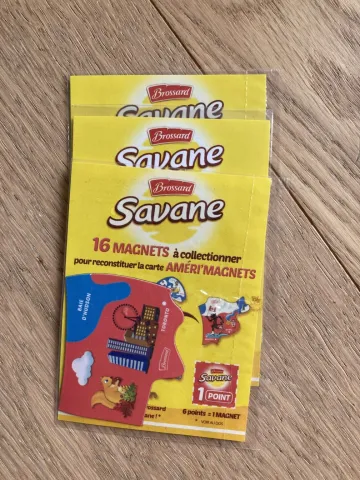 Brossard
Savane
Brossard
Savane
Brossard
Savane
16 MAGNETS à collectionner
pour reconstituer la carte AMÉRI'MAGNETS
BAIE
D'HUDSON
TORONTO
Brossard
Savane
1 POINT
6 points = 1 MAGNET